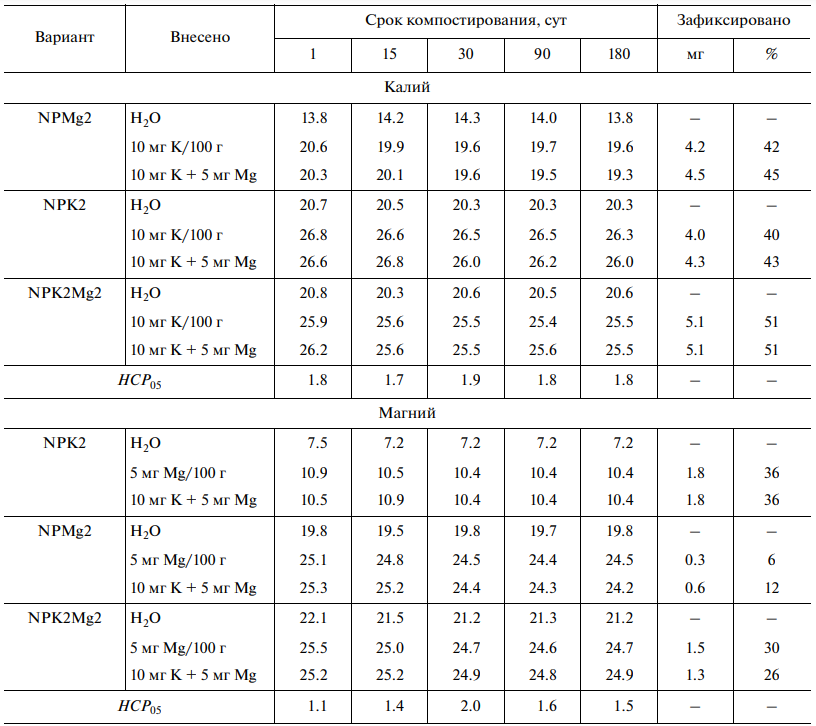 Вариант Внесено Срок компостирования, сут Зафиксировано
1 15 30 90 180 мг %
Калий
NPMg2 H₂O 13.8 14.2 14.3 14.0 13.8 – –
10 мг K/100 г 20.6 19.9 19.6 19.7 19.6 4.2 42
10 мг K + 5 мг Mg 20.3 20.1 19.6 19.5 19.3 4.5 45
NPK2 H₂O 20.7 20.5 20.3 20.3 20.3 – –
10 мг K/100 г 26.8 26.6 26.5 26.5 26.3 4.0 40
10 мг K + 5 мг Mg 26.6 26.8 26.0 26.2 26.0 4.3 43
NPK2Mg2 H₂O 20.8 20.3 20.6 20.5 20.6 – –
10 мг K/100 г 25.9 25.6 25.5 25.4 25.5 5.1 51
10 мг K + 5 мг Mg 26.2 25.6 25.5 25.6 25.5 5.1 51
НСР₀₅ 1.8 1.7 1.9 1.8 1.8 – –
Магний
NPK2 H₂O 7.5 7.2 7.2 7.2 7.2 – –
5 мг Mg/100 г 10.9 10.5 10.4 10.4 10.4 1.8 36
10 мг K + 5 мг Mg 10.5 10.9 10.4 10.4 10.4 1.8 36
NPMg2 H₂O 19.8 19.5 19.8 19.7 19.8 – –
5 мг Mg/100 г 25.1 24.8 24.5 24.4 24.5 0.3 6
10 мг K + 5 мг Mg 25.3 25.2 24.4 24.3 24.2 0.6 12
NPK2Mg2 H₂O 22.1 21.5 21.2 21.3 21.2 – –
5 мг Mg/100 г 25.5 25.0 24.7 24.6 24.7 1.5 30
10 мг K + 5 мг Mg 25.2 25.2 24.9 24.8 24.9 1.3 26
НСР₀₅ 1.1 1.4 2.0 1.6 1.5 – –